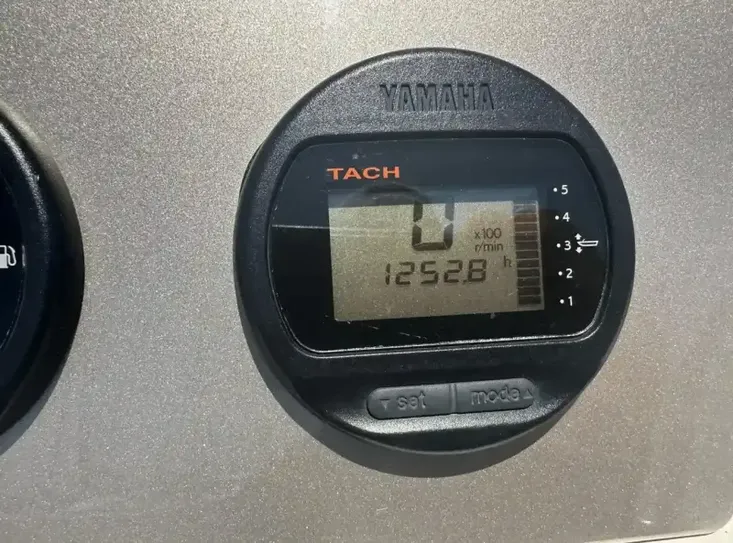 YAMAHA
TACH
0
x100
r/min
1252.8 h
5
4
3
2
1
set mode